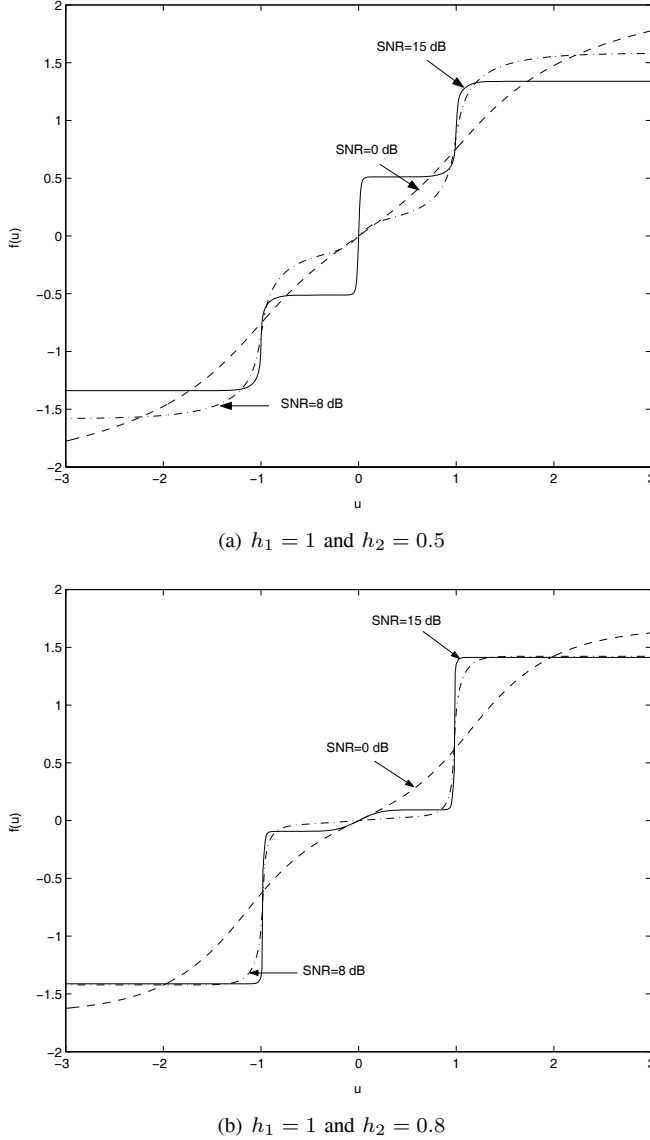 2
1.5
1
0.5
0
−0.5
−1
−1.5
−2
f(u)
SNR=15 dB
SNR=0 dB
SNR=8 dB
−3 −2 −1 0 1 2 3
u
(a) h₁ = 1 and h₂ = 0.5
2
1.5
1
0.5
0
−0.5
−1
−1.5
−2
f(u)
SNR=15 dB
SNR=0 dB
SNR=8 dB
−3 −2 −1 0 1 2 3
u
(b) h₁ = 1 and h₂ = 0.8